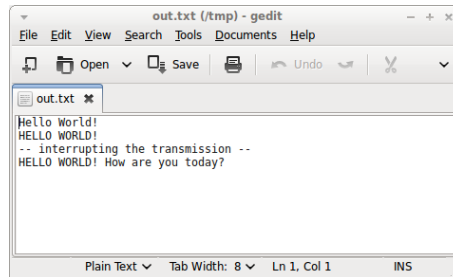 out.txt (/tmp) - gedit
File Edit View Search Tools Documents Help
Open Save Undo
out.txt
Hello World!
HELLO WORLD!
-- interrupting the transmission --
HELLO WORLD! How are you today?
Plain Text Tab Width: 8 Ln 1, Col 1 INS